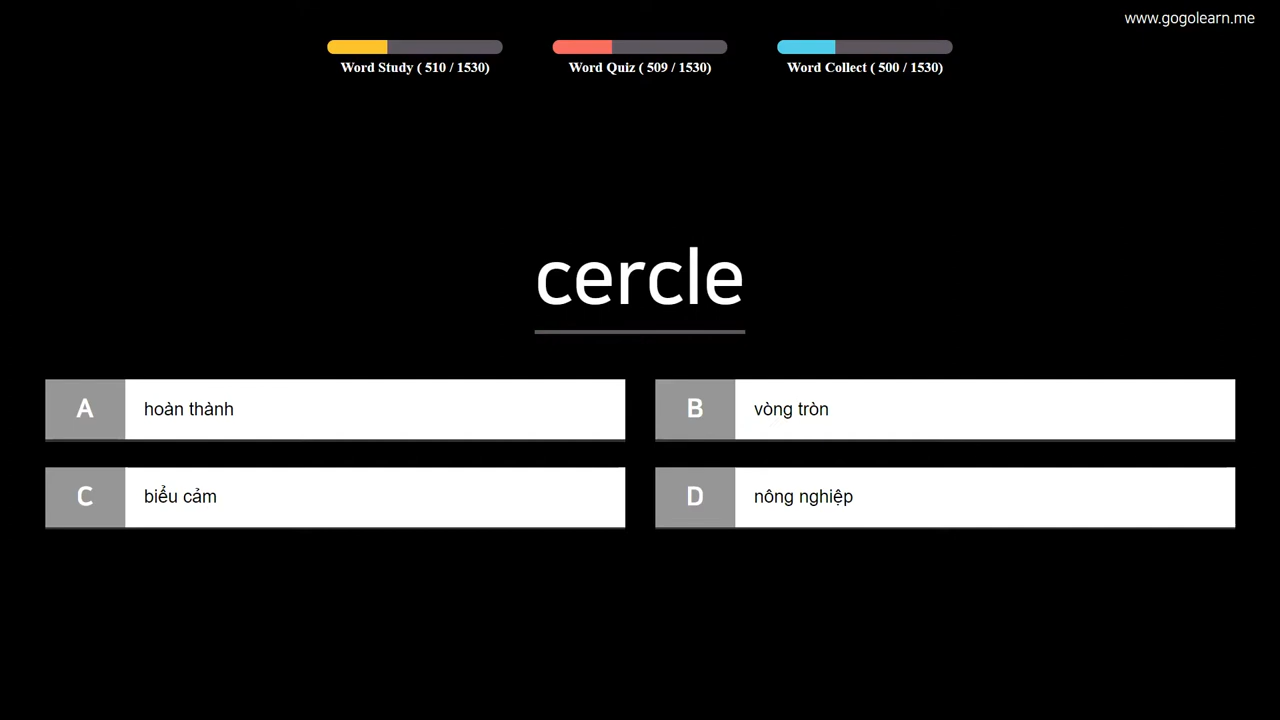 www.gogolearn.me
Word Study ( 510 / 1530)
Word Quiz ( 509 / 1530)
Word Collect ( 500 / 1530)
cercle
A hoàn thành
B vòng tròn
C biểu cảm
D nông nghiệp